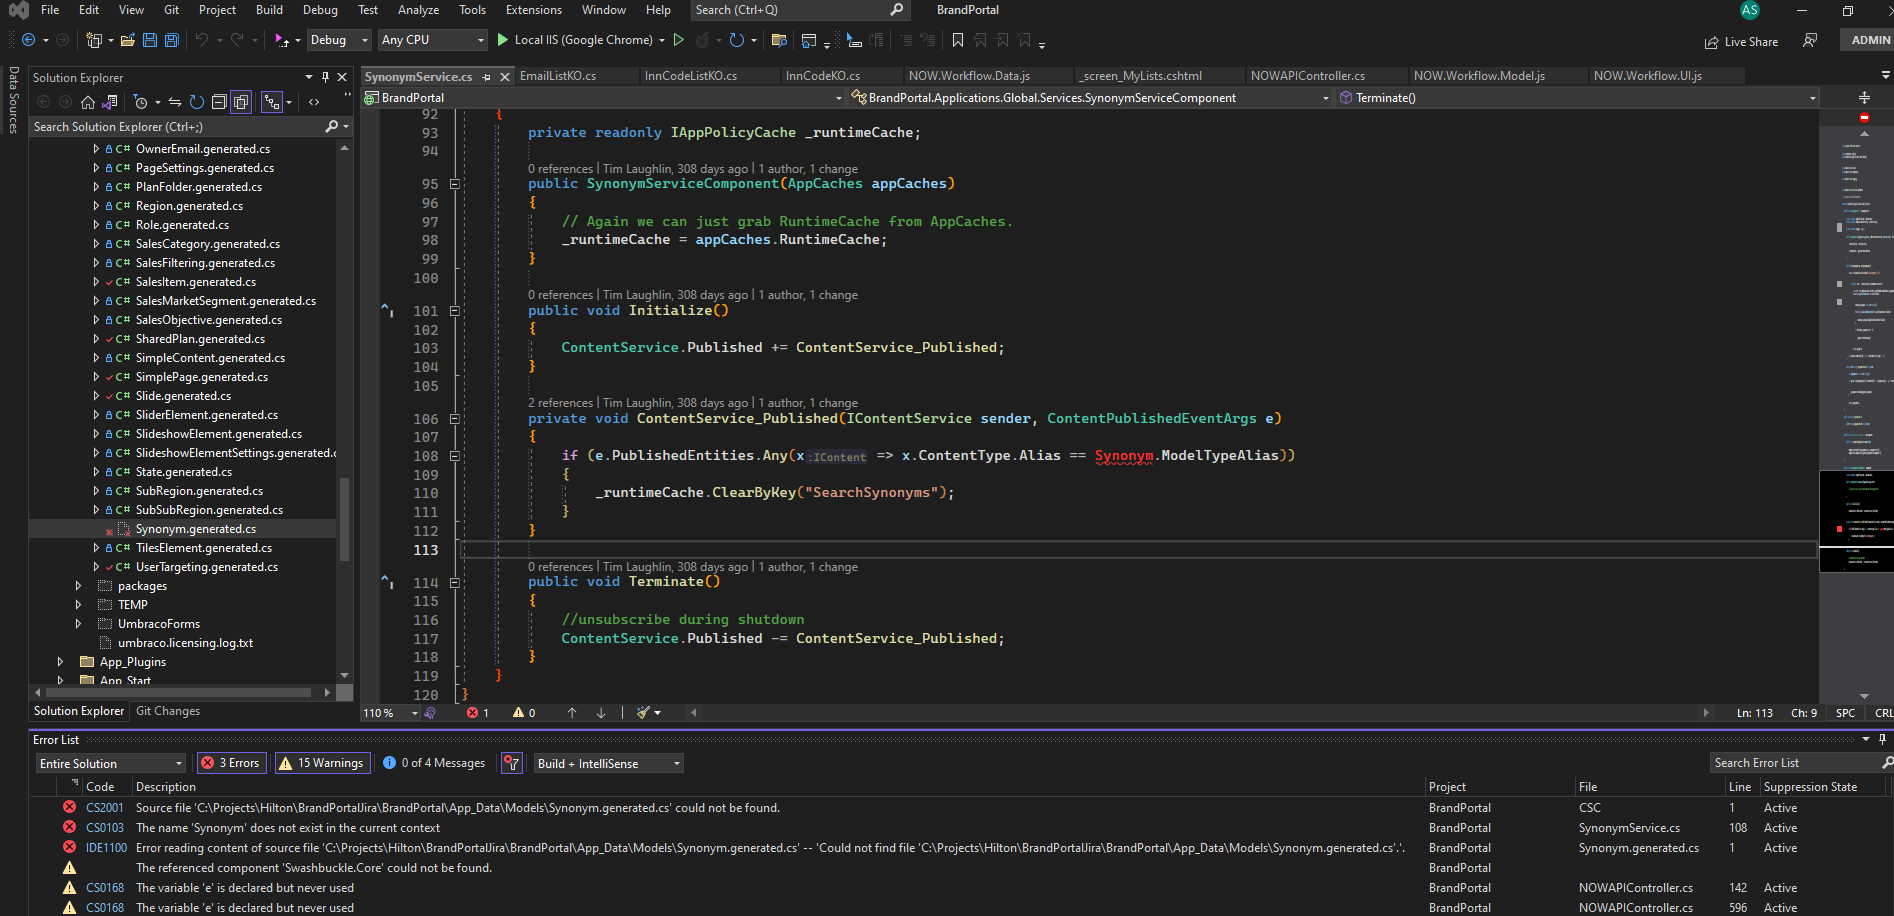 File Edit View Git Project Build Debug Test Analyze Tools Extensions Window Help Search (Ctrl+Q) BrandPortal AS
Debug Any CPU Local IIS (Google Chrome) Live Share ADMIN
Data Sources
Solution Explorer
Search Solution Explorer (Ctrl+;)
OwnerEmail.generated.cs
PageSettings.generated.cs
PlanFolder.generated.cs
Region.generated.cs
Role.generated.cs
SalesCategory.generated.cs
SalesFiltering.generated.cs
SalesItem.generated.cs
SalesMarketSegment.generated.cs
SalesObjective.generated.cs
SharedPlan.generated.cs
SimpleContent.generated.cs
SimplePage.generated.cs
Slide.generated.cs
SliderElement.generated.cs
SlideshowElement.generated.cs
SlideshowElementSettings.generated.c
State.generated.cs
SubRegion.generated.cs
SubSubRegion.generated.cs
Synonym.generated.cs
TilesElement.generated.cs
UserTargeting.generated.cs
packages
TEMP
UmbracoForms
umbraco.licensing.log.txt
App_Plugins
App_Start
Solution Explorer Git Changes
SynonymService.cs EmailListKO.cs InnCodeListKO.cs InnCodeKO.cs NOW.Workflow.Data.js _screen_MyLists.cshtml NOWAPIController.cs NOW.Workflow.Model.js NOW.Workflow.UI.js
BrandPortal BrandPortal.Applications.Global.Services.SynonymServiceComponent Terminate()
92 {
93 private readonly IAppPolicyCache _runtimeCache;
94
0 references | Tim Laughlin, 308 days ago | 1 author, 1 change
95 public SynonymServiceComponent(AppCaches appCaches)
96 {
97 // Again we can just grab RuntimeCache from AppCaches.
98 _runtimeCache = appCaches.RuntimeCache;
99 }
100
0 references | Tim Laughlin, 308 days ago | 1 author, 1 change
101 public void Initialize()
102 {
103 ContentService.Published += ContentService_Published;
104 }
105
2 references | Tim Laughlin, 308 days ago | 1 author, 1 change
106 private void ContentService_Published(IContentService sender, ContentPublishedEventArgs e)
107 {
108 if (e.PublishedEntities.Any(x :IContent => x.ContentType.Alias == Synonym.ModelTypeAlias))
109 {
110 _runtimeCache.ClearByKey("SearchSynonyms");
111 }
112 }
113
0 references | Tim Laughlin, 308 days ago | 1 author, 1 change
114 public void Terminate()
115 {
116 //unsubscribe during shutdown
117 ContentService.Published -= ContentService_Published;
118 }
119 }
120 }
110 % 1 0 Ln: 113 Ch: 9 SPC CRL
Error List
Entire Solution 3 Errors 15 Warnings 0 of 4 Messages Build + IntelliSense Search Error List
Code Description Project File Line Suppression State
CS2001 Source file 'C:\Projects\Hilton\BrandPortalJira\BrandPortal\App_Data\Models\Synonym.generated.cs' could not be found. BrandPortal CSC 1 Active
CS0103 The name 'Synonym' does not exist in the current context BrandPortal SynonymService.cs 108 Active
IDE1100 Error reading content of source file 'C:\Projects\Hilton\BrandPortalJira\BrandPortal\App_Data\Models\Synonym.generated.cs' -- 'Could not find file 'C:\Projects\Hilton\BrandPortalJira\BrandPortal\App_Data\Models\Synonym.generated.cs'.'. BrandPortal Synonym.generated.cs 1 Active
The referenced component 'Swashbuckle.Core' could not be found. BrandPortal
CS0168 The variable 'e' is declared but never used BrandPortal NOWAPIController.cs 142 Active
CS0168 The variable 'e' is declared but never used BrandPortal NOWAPIController.cs 596 Active